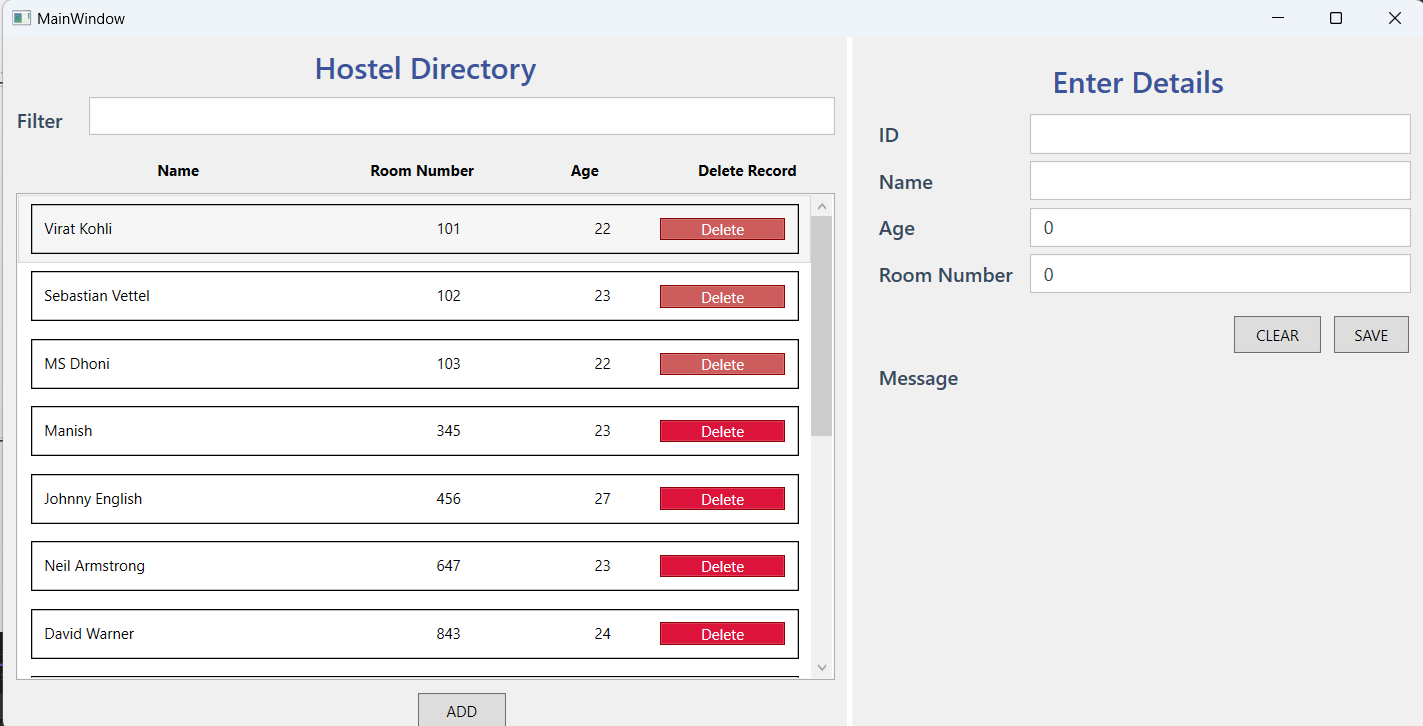 MainWindow
Hostel Directory
Filter
Name Room Number Age Delete Record
Virat Kohli 101 22 Delete
Sebastian Vettel 102 23 Delete
MS Dhoni 103 22 Delete
Manish 345 23 Delete
Johnny English 456 27 Delete
Neil Armstrong 647 23 Delete
David Warner 843 24 Delete
ADD
Enter Details
ID
Name
Age 0
Room Number 0
CLEAR SAVE
Message